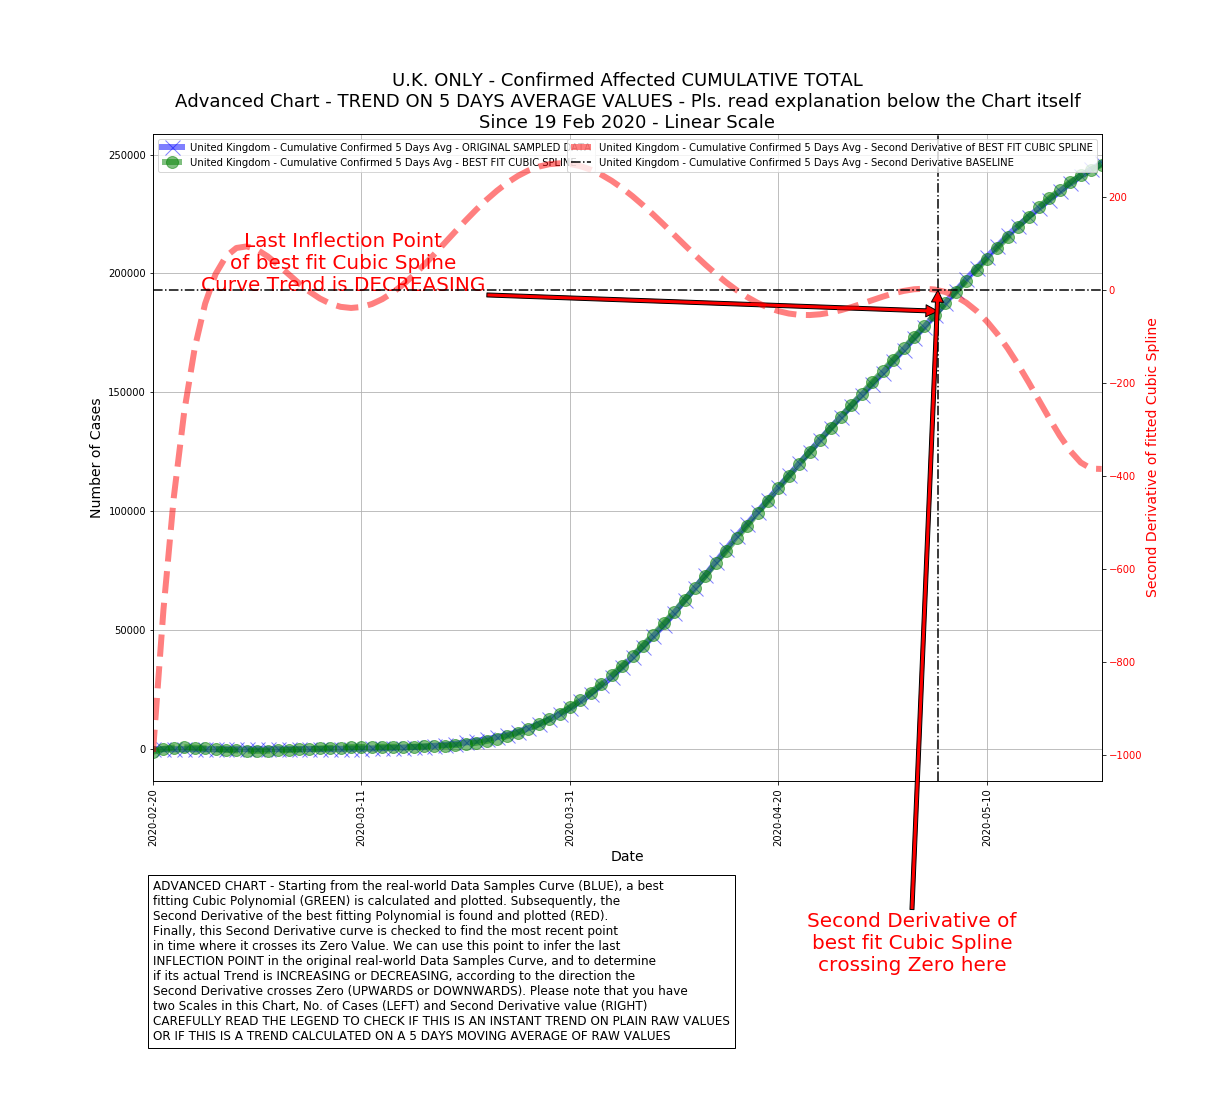 U.K. ONLY - Confirmed Affected CUMULATIVE TOTAL
Advanced Chart - TREND ON 5 DAYS AVERAGE VALUES - Pls. read explanation below the Chart itself
Since 19 Feb 2020 - Linear Scale
United Kingdom - Cumulative Confirmed 5 Days Avg - ORIGINAL SAMPLED
United Kingdom - Cumulative Confirmed 5 Days Avg - BEST FIT CUBIC
United Kingdom - Cumulative Confirmed 5 Days Avg - Second Derivative of BEST FIT CUBIC SPLINE
United Kingdom - Cumulative Confirmed 5 Days Avg - Second Derivative BASELINE
250000
200000
150000
100000
50000
0
Number of Cases
200
0
−200
−400
−600
−800
−1000
Second Derivative of fitted Cubic Spline
Last Inflection Point
of best fit Cubic Spline
Curve Trend is DECREASING
2020-02-20
2020-03-11
2020-03-31
2020-04-20
2020-05-10
Date
Second Derivative of
best fit Cubic Spline
crossing Zero here
ADVANCED CHART - Starting from the real-world Data Samples Curve (BLUE), a best
fitting Cubic Polynomial (GREEN) is calculated and plotted. Subsequently, the
Second Derivative of the best fitting Polynomial is found and plotted (RED).
Finally, this Second Derivative curve is checked to find the most recent point
in time where it crosses its Zero Value. We can use this point to infer the last
INFLECTION POINT in the original real-world Data Samples Curve, and to determine
if its actual Trend is INCREASING or DECREASING, according to the direction the
Second Derivative crosses Zero (UPWARDS or DOWNWARDS). Please note that you have
two Scales in this Chart, No. of Cases (LEFT) and Second Derivative value (RIGHT)
CAREFULLY READ THE LEGEND TO CHECK IF THIS IS AN INSTANT TREND ON PLAIN RAW VALUES
OR IF THIS IS A TREND CALCULATED ON A 5 DAYS MOVING AVERAGE OF RAW VALUES